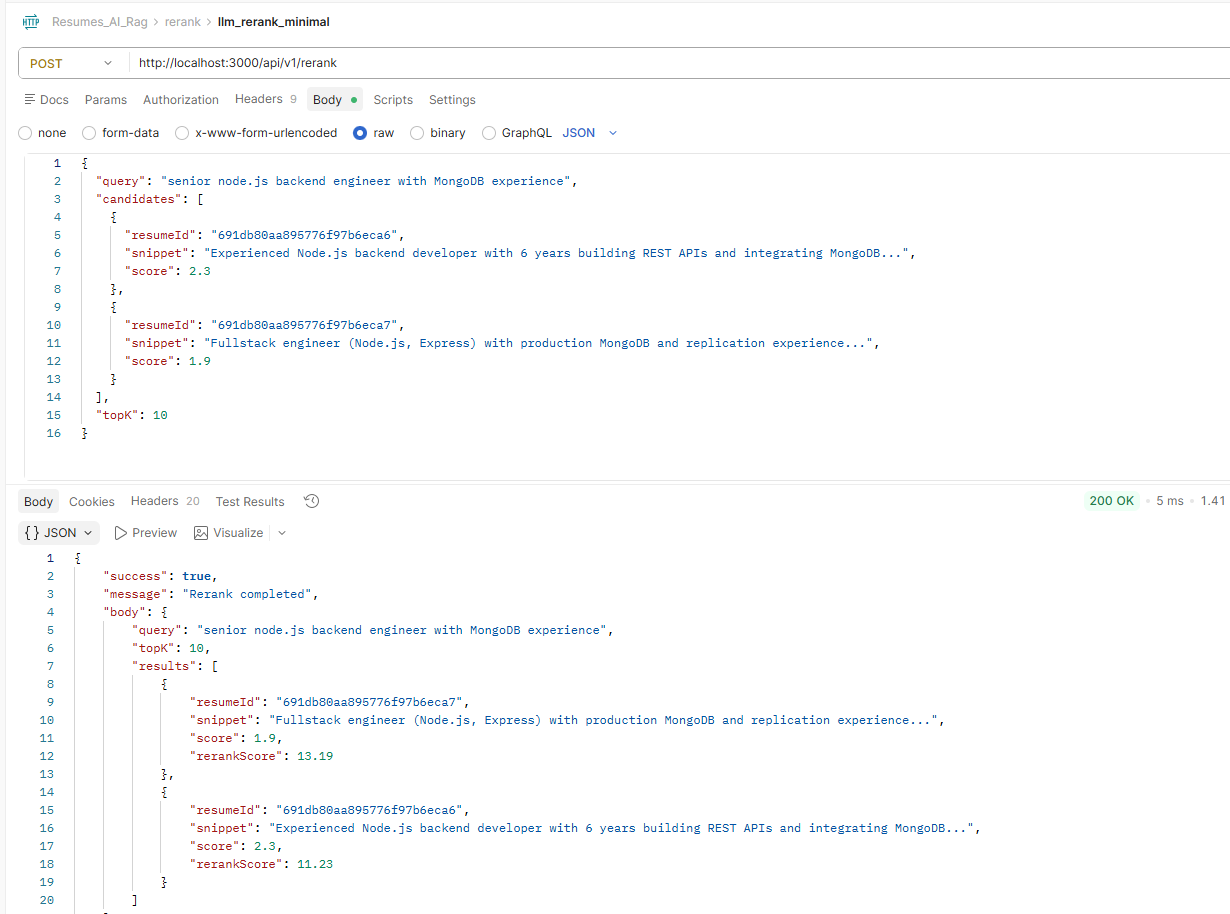 HTTP Resumes_AI_Rag > rerank > llm_rerank_minimal
POST http://localhost:3000/api/v1/rerank
Docs Params Authorization Headers 9 Body Scripts Settings
none form-data x-www-form-urlencoded raw binary GraphQL JSON
1 {
2 "query": "senior node.js backend engineer with MongoDB experience",
3 "candidates": [
4 {
5 "resumeId": "691db80aa895776f97b6eca6",
6 "snippet": "Experienced Node.js backend developer with 6 years building REST APIs and integrating MongoDB...",
7 "score": 2.3
8 },
9 {
10 "resumeId": "691db80aa895776f97b6eca7",
11 "snippet": "Fullstack engineer (Node.js, Express) with production MongoDB and replication experience...",
12 "score": 1.9
13 }
14 ],
15 "topK": 10
16 }
Body Cookies Headers 20 Test Results 200 OK • 5 ms • 1.41
{} JSON Preview Visualize
1 {
2 "success": true,
3 "message": "Rerank completed",
4 "body": {
5 "query": "senior node.js backend engineer with MongoDB experience",
6 "topK": 10,
7 "results": [
8 {
9 "resumeId": "691db80aa895776f97b6eca7",
10 "snippet": "Fullstack engineer (Node.js, Express) with production MongoDB and replication experience...",
11 "score": 1.9,
12 "rerankScore": 13.19
13 },
14 {
15 "resumeId": "691db80aa895776f97b6eca6",
16 "snippet": "Experienced Node.js backend developer with 6 years building REST APIs and integrating MongoDB...",
17 "score": 2.3,
18 "rerankScore": 11.23
19 }
20 ]